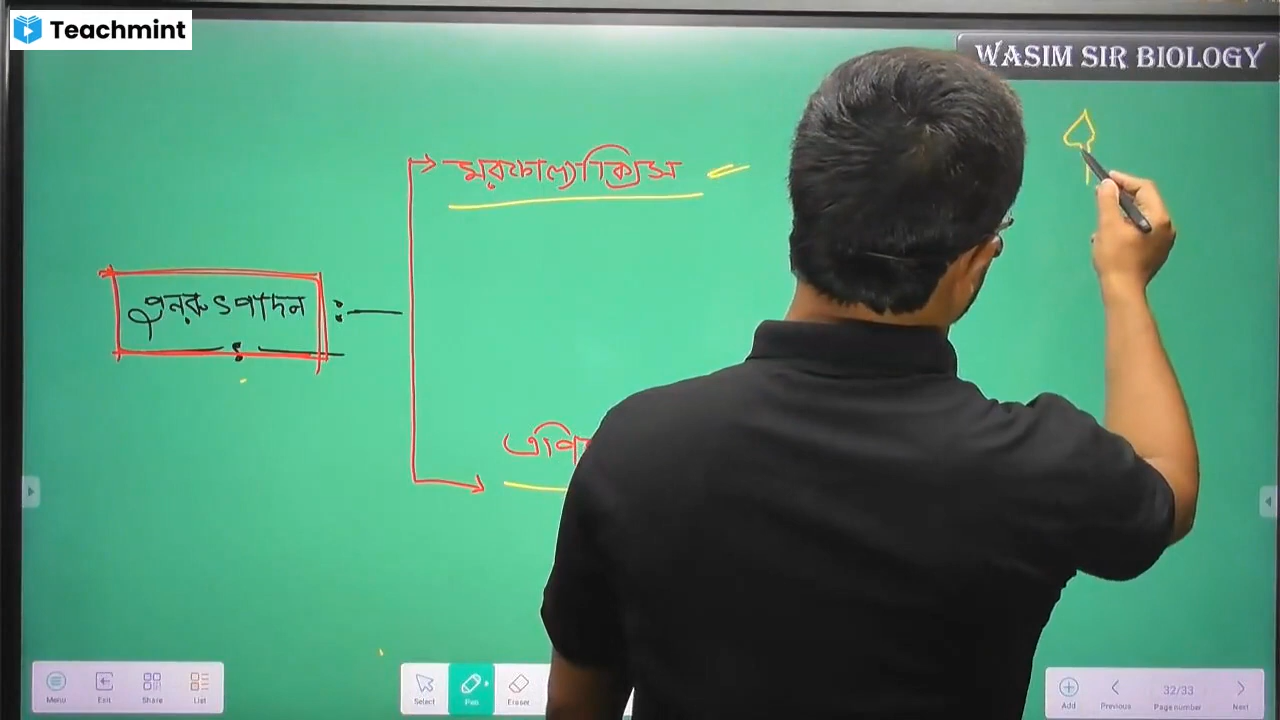 Teachmint
WASIM SIR BIOLOGY
মরফোল্যাক্সিস
পুনরুৎপাদন :-
এপি
Menu
Exit
Share
List
Select
Pen
Eraser
Add
Previous
32/33
Page number
Next